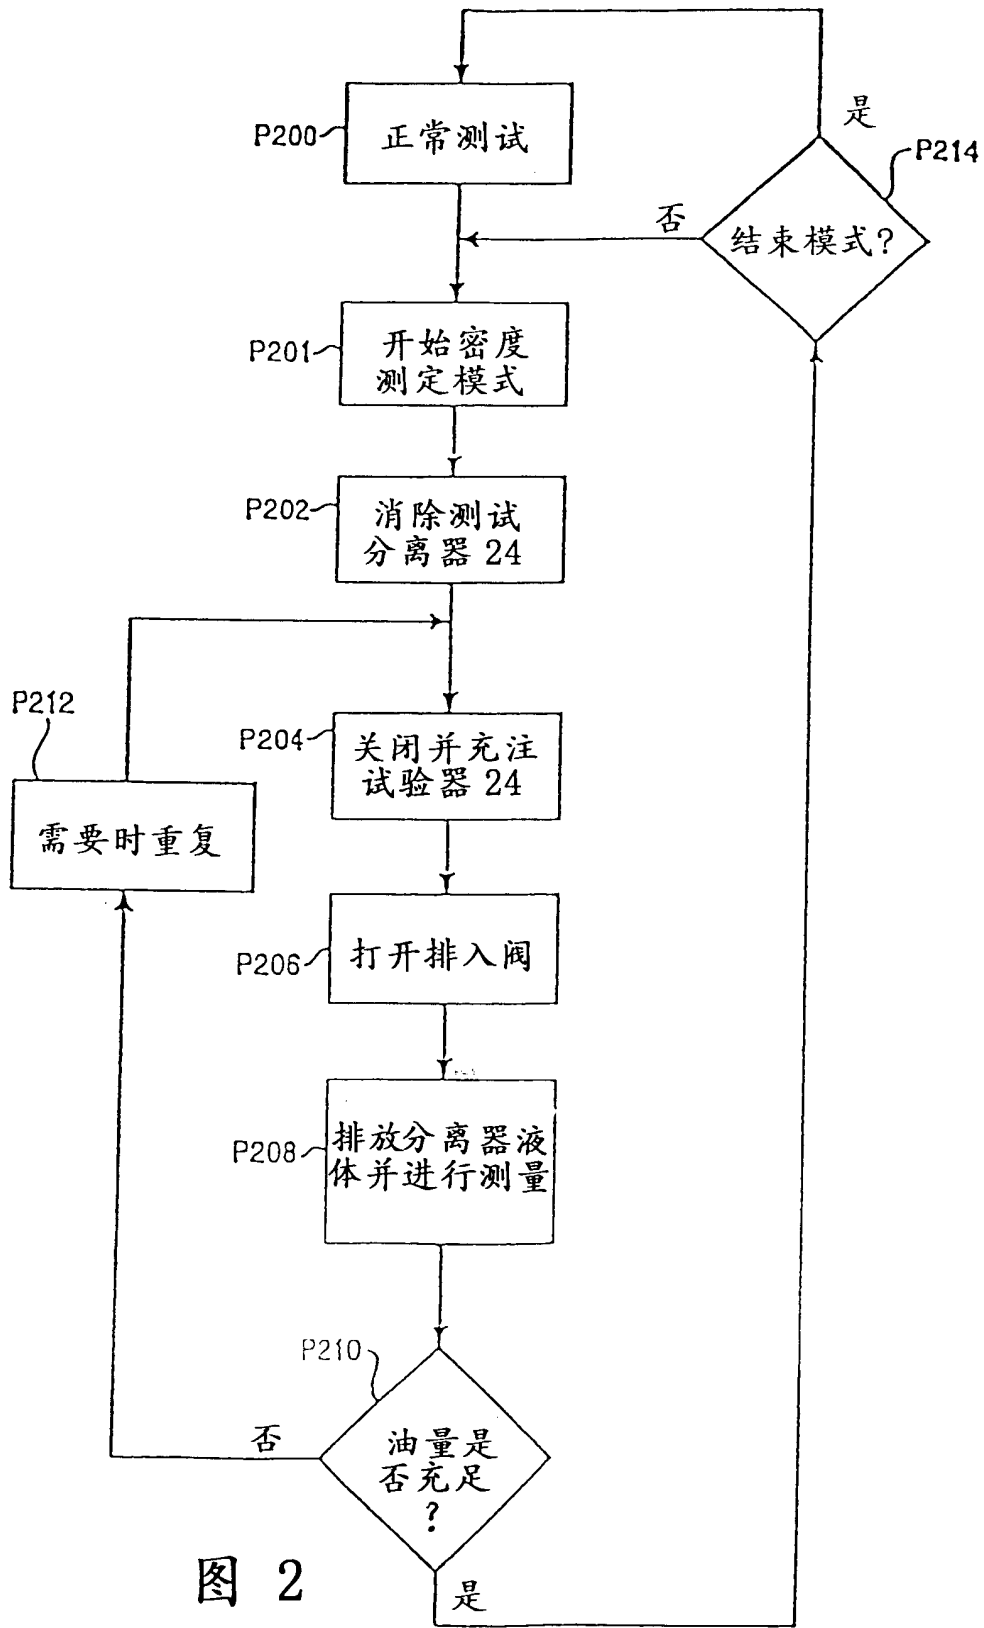 P200
正常测试
是
P214
结束模式?
否
P201
开始密度
测定模式
P202
消除测试
分离器 24
P212
需要时重复
P204
关闭并充注
试验器 24
P206
打开排入阀
P208
排放分离器液
体并进行测量
P210
油量是
否充足
?
否
是
图 2